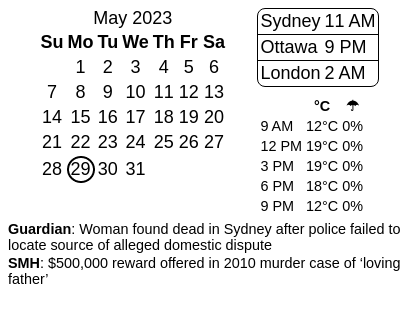 May 2023
Su Mo Tu We Th Fr Sa
1 2 3 4 5 6
7 8 9 10 11 12 13
14 15 16 17 18 19 20
21 22 23 24 25 26 27
28 29 30 31
Sydney 11 AM
Ottawa 9 PM
London 2 AM
°C ☂
9 AM 12°C 0%
12 PM 19°C 0%
3 PM 19°C 0%
6 PM 18°C 0%
9 PM 12°C 0%
Guardian: Woman found dead in Sydney after police failed to
locate source of alleged domestic dispute
SMH: $500,000 reward offered in 2010 murder case of ‘loving
father’